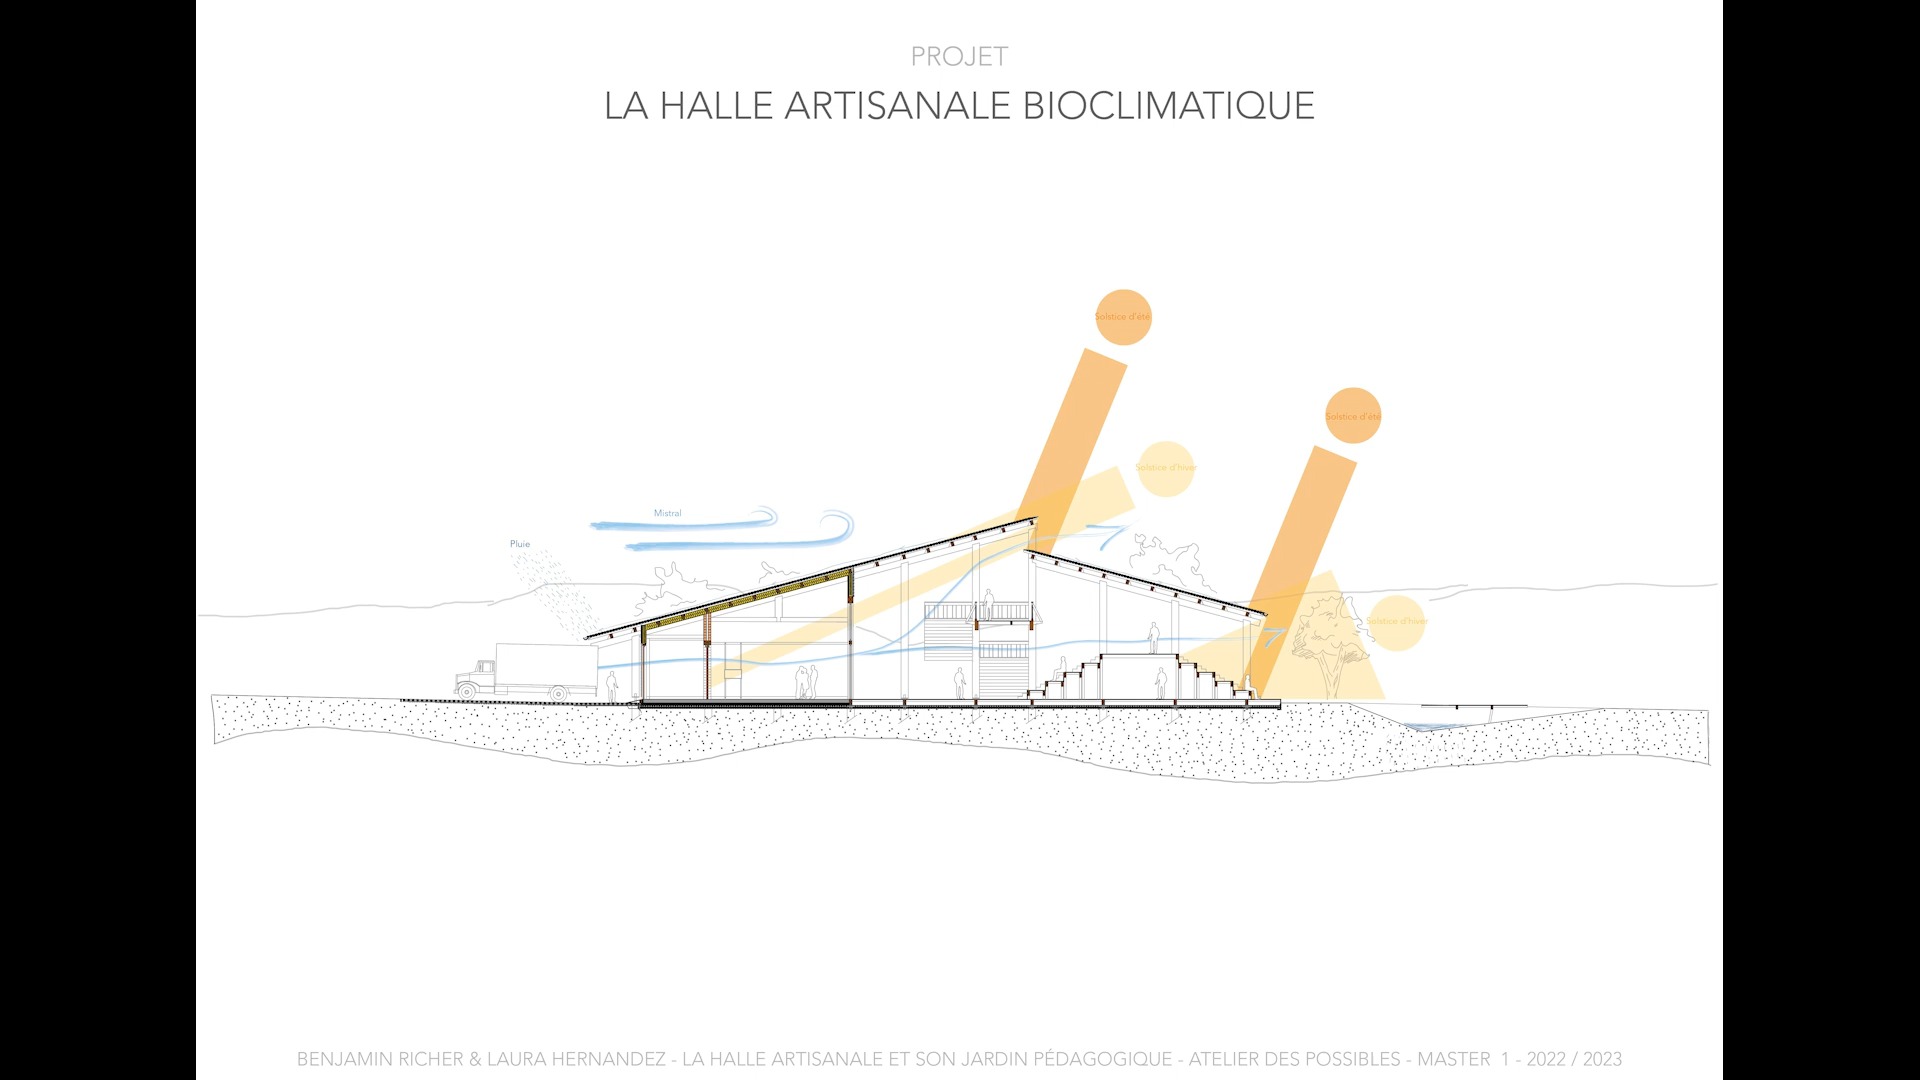 PROJET
LA HALLE ARTISANALE BIOCLIMATIQUE
Solstice d'été
Solstice d'été
Solstice d'hiver
Mistral
Pluie
Solstice d'hiver
BENJAMIN RICHER & LAURA HERNANDEZ - LA HALLE ARTISANALE ET SON JARDIN PÉDAGOGIQUE - ATELIER DES POSSIBLES - MASTER 1 - 2022 / 2023